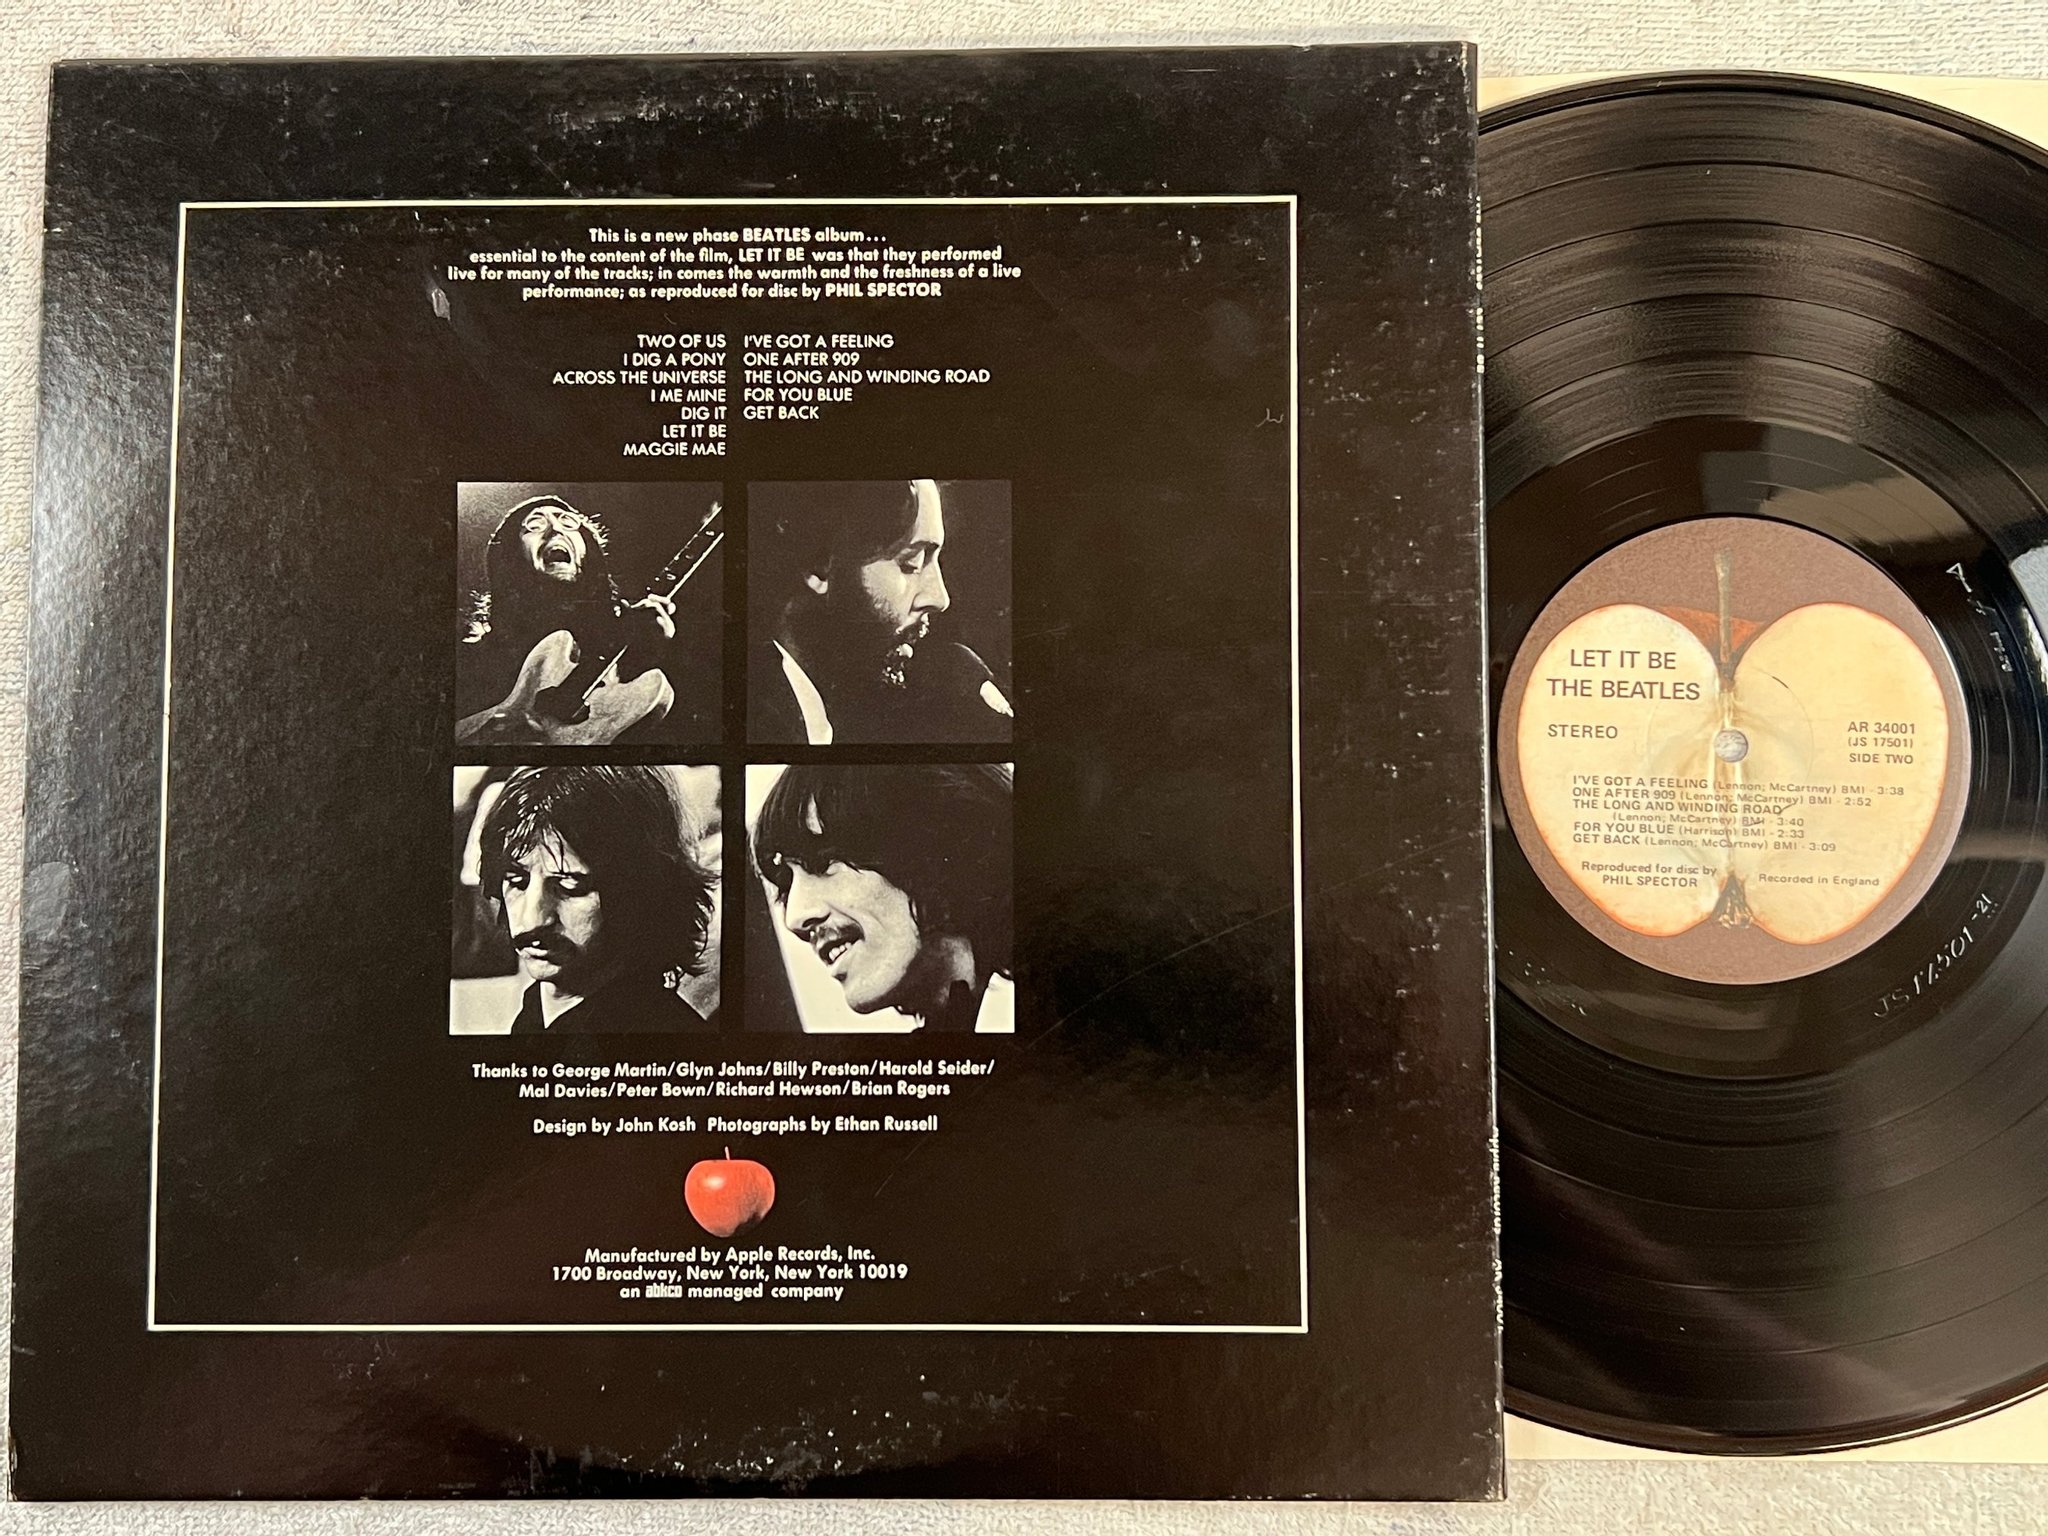 This is a new phase BEATLES album...
essential to the content of the film, LET IT BE was that they performed
live for many of the tracks; in comes the warmth and the freshness of a live
performance; as reproduced for disc by PHIL SPECTOR
TWO OF US
I DIG A PONY
ACROSS THE UNIVERSE
I ME MINE
DIG IT
LET IT BE
MAGGIE MAE
I'VE GOT A FEELING
ONE AFTER 909
THE LONG AND WINDING ROAD
FOR YOU BLUE
GET BACK
Thanks to George Martin/Glyn Johns/Billy Preston/Harold Seider/
Mal Davies/Peter Bown/Richard Hewson/Brian Rogers
Design by John Kosh Photographs by Ethan Russell
Manufactured by Apple Records, Inc.
1700 Broadway, New York, New York 10019
an abkco managed company
LET IT BE
THE BEATLES
STEREO
AR 34001
(JS 17501)
SIDE TWO
I'VE GOT A FEELING (Lennon; McCartney) BMI - 3:38
ONE AFTER 909 (Lennon; McCartney) BMI - 2:52
THE LONG AND WINDING ROAD
(Lennon; McCartney) BMI - 3:40
FOR YOU BLUE (Harrison) BMI - 2:33
GET BACK (Lennon; McCartney) BMI - 3:09
Reproduced for disc by
PHIL SPECTOR
Recorded in England
JS 17501-21